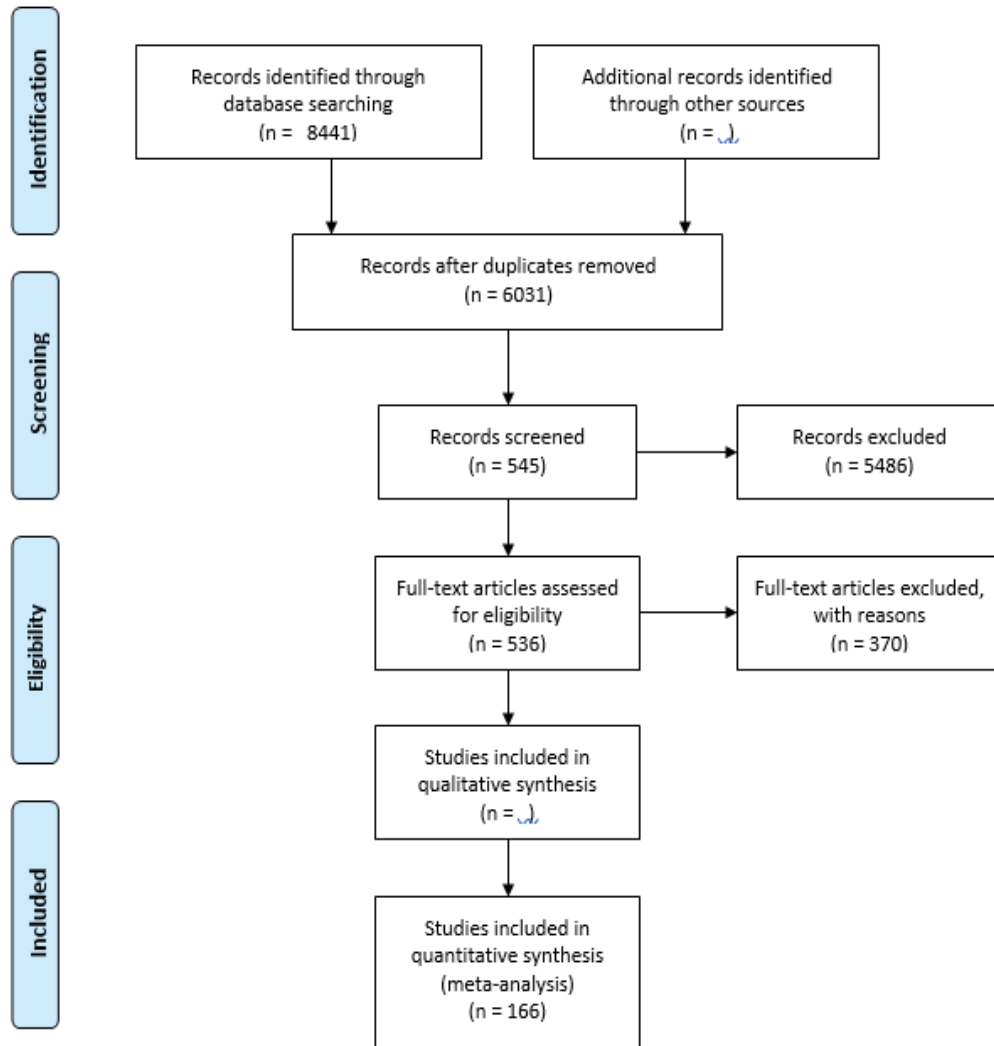 Identification
Records identified through
database searching
(n = 8441)
Additional records identified
through other sources
(n = )
Records after duplicates removed
(n = 6031)
Screening
Records screened
(n = 545)
Records excluded
(n = 5486)
Eligibility
Full-text articles assessed
for eligibility
(n = 536)
Full-text articles excluded,
with reasons
(n = 370)
Studies included in
qualitative synthesis
(n = )
Included
Studies included in
quantitative synthesis
(meta-analysis)
(n = 166)